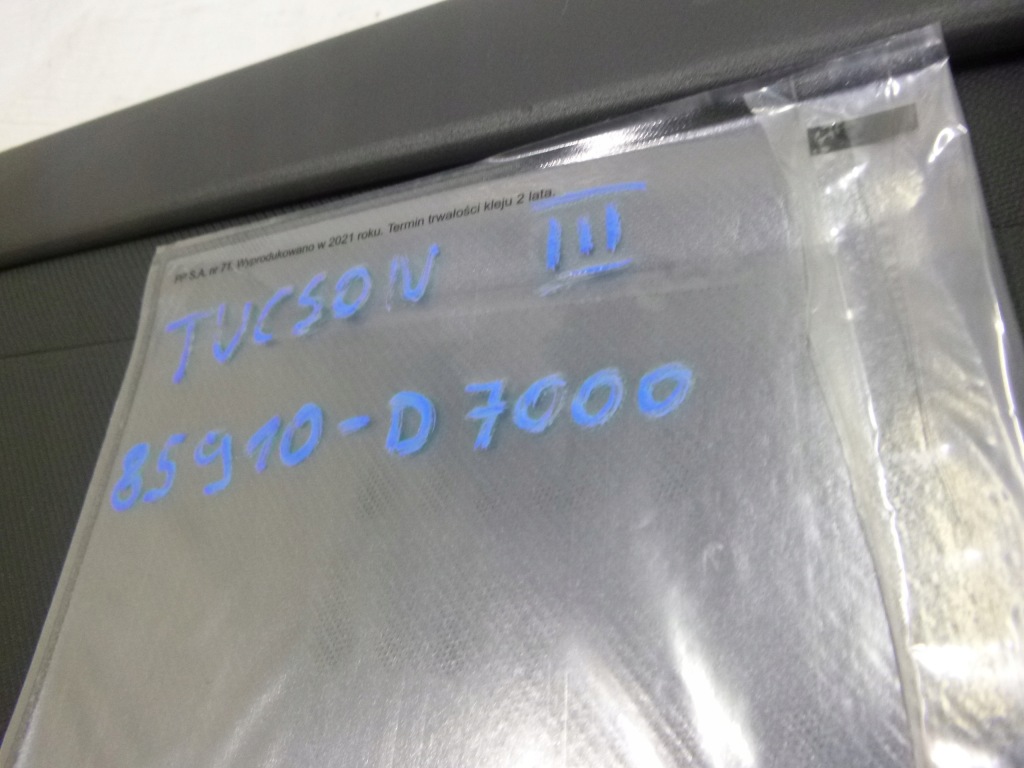 PP S.A. nr 71. Wyprodukowano w 2021 roku. Termin trwałości kleju 2 lata.
TUCSON III
85910-D7000